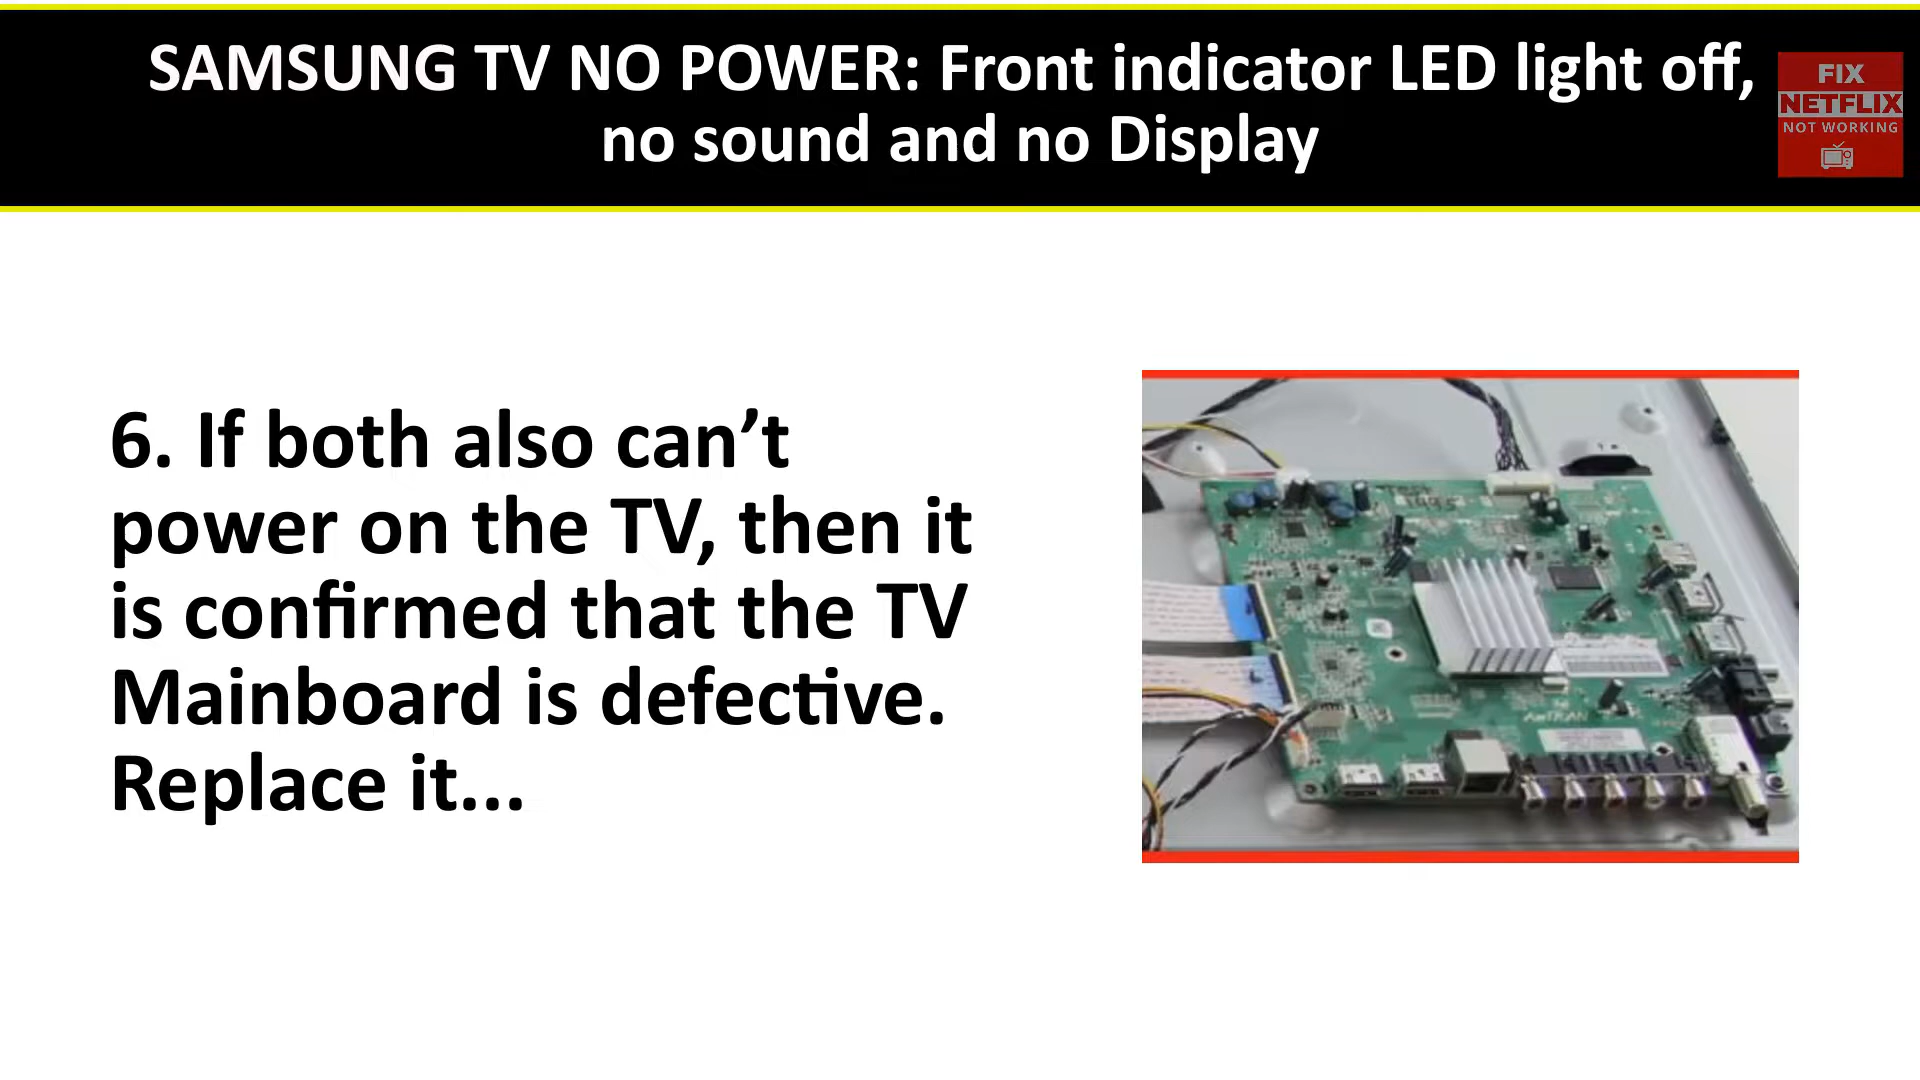 SAMSUNG TV NO POWER: Front indicator LED light off,
no sound and no Display
FIX
NETFLIX
NOT WORKING
6. If both also can’t
power on the TV, then it
is confirmed that the TV
Mainboard is defective.
Replace it...
AmTRAN